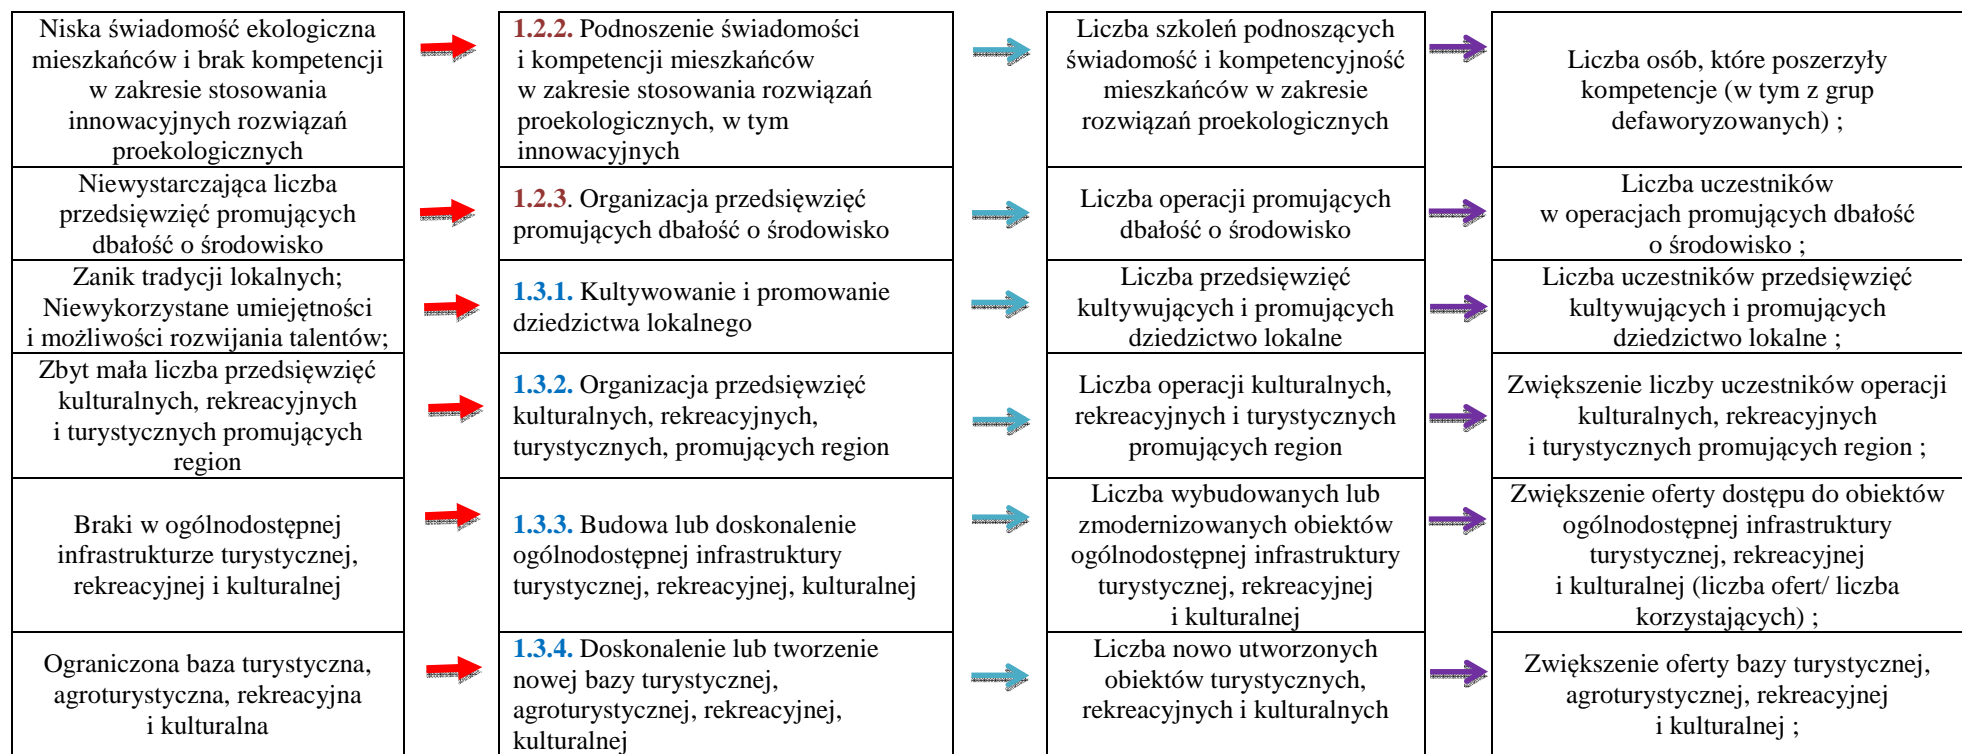 Niska świadomość ekologiczna
mieszkańców i brak kompetencji
w zakresie stosowania
innowacyjnych rozwiązań
proekologicznych
1.2.2. Podnoszenie świadomości
i kompetencji mieszkańców
w zakresie stosowania rozwiązań
proekologicznych, w tym
innowacyjnych
Liczba szkoleń podnoszących
świadomość i kompetencyjność
mieszkańców w zakresie
rozwiązań proekologicznych
Liczba osób, które poszerzyły
kompetencje (w tym z grup
defaworyzowanych) ;
Niewystarczająca liczba
przedsięwzięć promujących
dbałość o środowisko
1.2.3. Organizacja przedsięwzięć
promujących dbałość o środowisko
Liczba operacji promujących
dbałość o środowisko
Liczba uczestników
w operacjach promujących dbałość
o środowisko ;
Zanik tradycji lokalnych;
Niewykorzystane umiejętności
i możliwości rozwijania talentów;
1.3.1. Kultywowanie i promowanie
dziedzictwa lokalnego
Liczba przedsięwzięć
kultywujących i promujących
dziedzictwo lokalne
Liczba uczestników przedsięwzięć
kultywujących i promujących
dziedzictwo lokalne ;
Zbyt mała liczba przedsięwzięć
kulturalnych, rekreacyjnych
i turystycznych promujących
region
1.3.2. Organizacja przedsięwzięć
kulturalnych, rekreacyjnych,
turystycznych, promujących region
Liczba operacji kulturalnych,
rekreacyjnych i turystycznych
promujących region
Zwiększenie liczby uczestników operacji
kulturalnych, rekreacyjnych
i turystycznych promujących region ;
Braki w ogólnodostępnej
infrastrukturze turystycznej,
rekreacyjnej i kulturalnej
1.3.3. Budowa lub doskonalenie
ogólnodostępnej infrastruktury
turystycznej, rekreacyjnej, kulturalnej
Liczba wybudowanych lub
zmodernizowanych obiektów
ogólnodostępnej infrastruktury
turystycznej, rekreacyjnej
i kulturalnej
Zwiększenie oferty dostępu do obiektów
ogólnodostępnej infrastruktury
turystycznej, rekreacyjnej
i kulturalnej (liczba ofert/ liczba
korzystających) ;
Ograniczona baza turystyczna,
agroturystyczna, rekreacyjna
i kulturalna
1.3.4. Doskonalenie lub tworzenie
nowej bazy turystycznej,
agroturystycznej, rekreacyjnej,
kulturalnej
Liczba nowo utworzonych
obiektów turystycznych,
rekreacyjnych i kulturalnych
Zwiększenie oferty bazy turystycznej,
agroturystycznej, rekreacyjnej
i kulturalnej ;